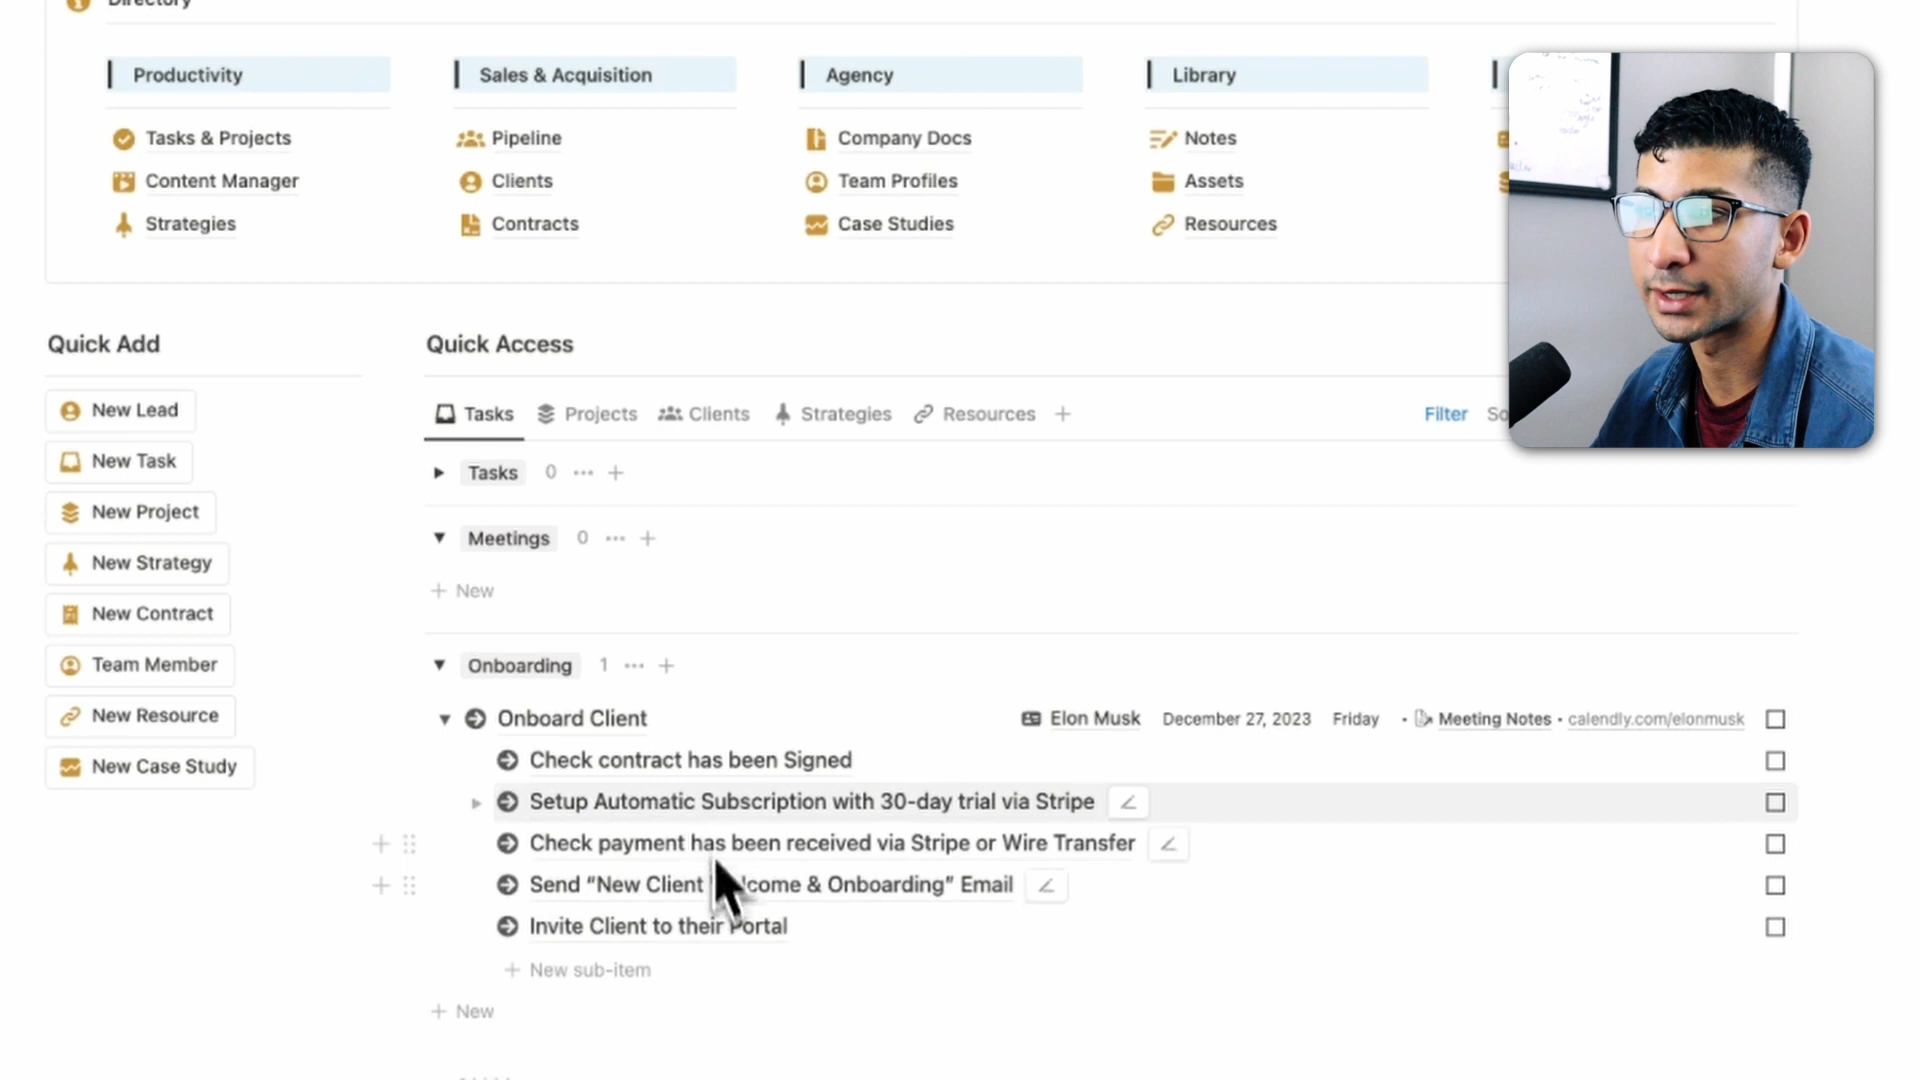 Directory
Productivity
Sales & Acquisition
Agency
Library
Tasks & Projects
Pipeline
Company Docs
Notes
Content Manager
Clients
Team Profiles
Assets
Strategies
Contracts
Case Studies
Resources
Quick Add
Quick Access
New Lead
New Task
New Project
New Strategy
New Contract
Team Member
New Resource
New Case Study
Tasks Projects Clients Strategies Resources +
Filter So
Tasks 0 ••• +
Meetings 0 ••• +
+ New
Onboarding 1 ••• +
Onboard Client
Elon Musk December 27, 2023 Friday • Meeting Notes • calendly.com/elonmusk
Check contract has been Signed
Setup Automatic Subscription with 30-day trial via Stripe
Check payment has been received via Stripe or Wire Transfer
Send “New Client & Onboarding” Email
Invite Client to their Portal
+ New sub-item
+ New